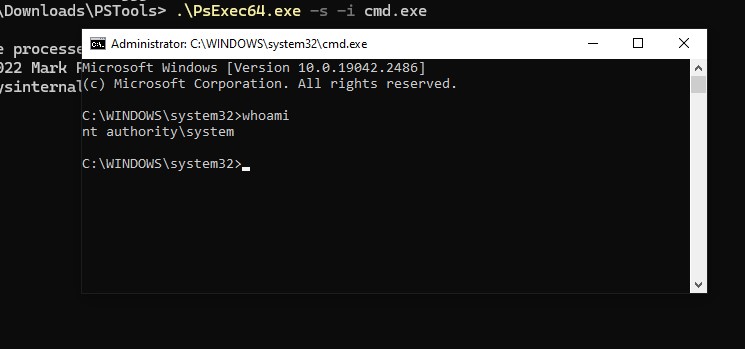 \Downloads\PSTools> .\PsExec64.exe -s -i cmd.exe
Administrator: C:\WINDOWS\system32\cmd.exe
e processe
022 Mark
ysinternal
Microsoft Windows [Version 10.0.19042.2486]
(c) Microsoft Corporation. All rights reserved.
C:\WINDOWS\system32>whoami
nt authority\system
C:\WINDOWS\system32>